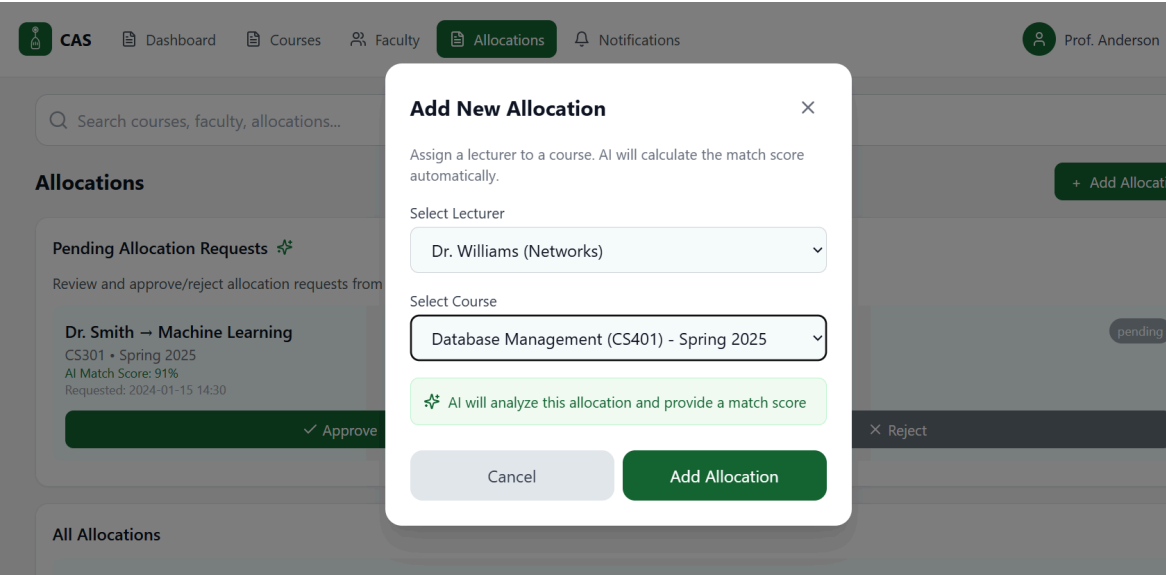 CAS
Dashboard
Courses
Faculty
Allocations
Notifications
Prof. Anderson
Search courses, faculty, allocations...
Allocations
+ Add Allocati
Pending Allocation Requests
Review and approve/reject allocation requests from
Dr. Smith → Machine Learning
CS301 • Spring 2025
AI Match Score: 91%
Requested: 2024-01-15 14:30
pending
Approve
Reject
All Allocations
Add New Allocation
Assign a lecturer to a course. AI will calculate the match score
automatically.
Select Lecturer
Dr. Williams (Networks)
Select Course
Database Management (CS401) - Spring 2025
AI will analyze this allocation and provide a match score
Cancel
Add Allocation